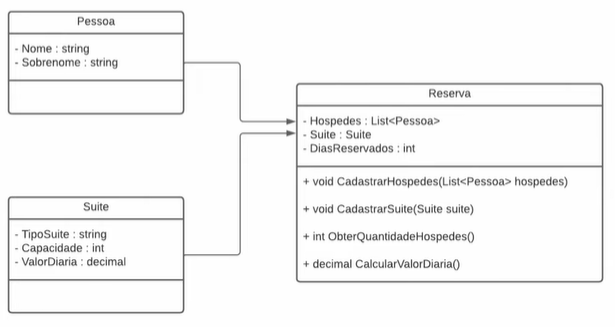 Pessoa
- Nome : string
- Sobrenome : string
Suite
- TipoSuite : string
- Capacidade : int
- ValorDiaria : decimal
Reserva
- Hospedes : List<Pessoa>
- Suite : Suite
- DiasReservados : int
+ void CadastrarHospedes(List<Pessoa> hospedes)
+ void CadastrarSuite(Suite suite)
+ int ObterQuantidadeHospedes()
+ decimal CalcularValorDiaria()